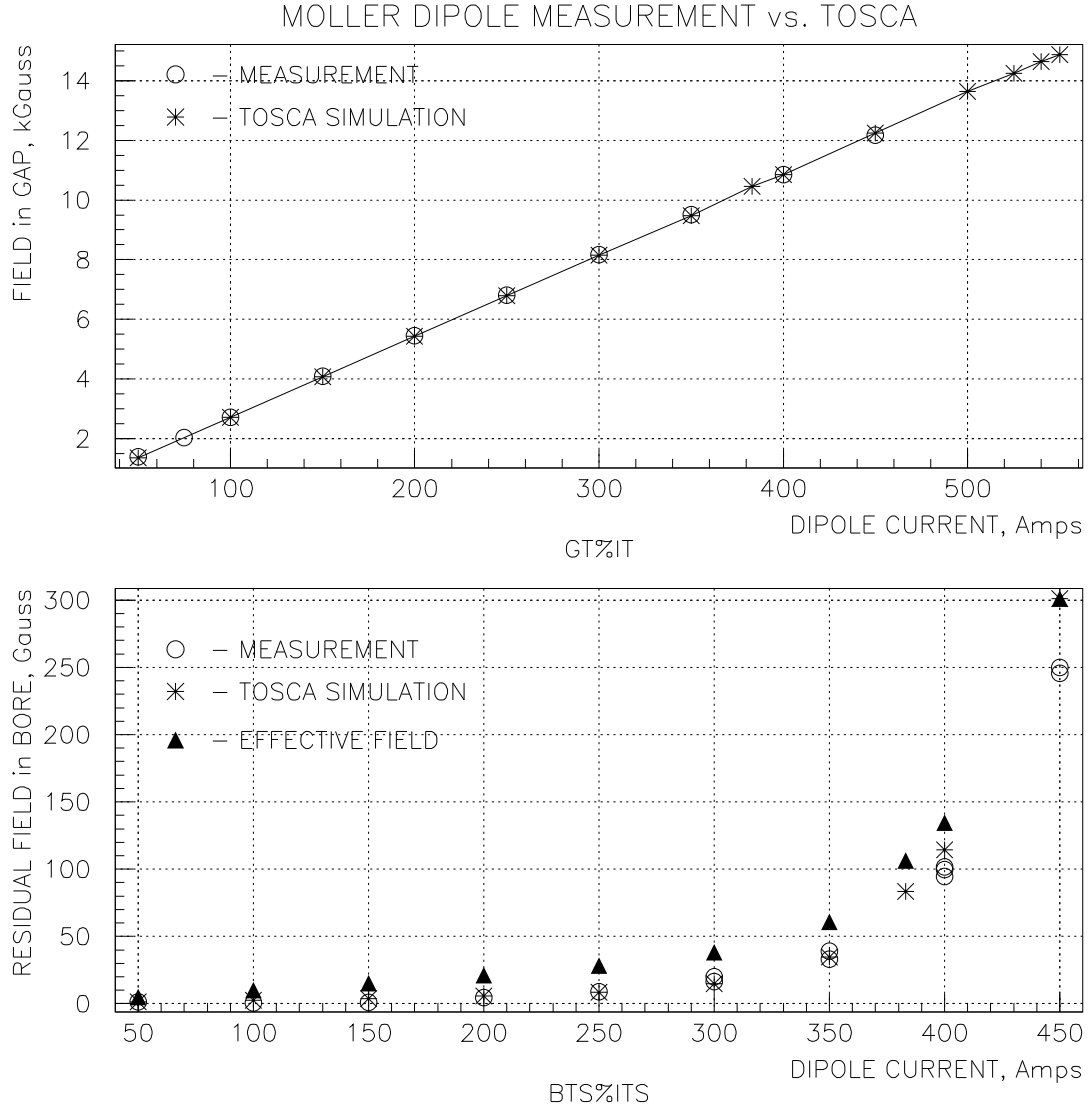 MOLLER DIPOLE MEASUREMENT vs. TOSCA
FIELD in GAP, kGauss
14
12
10
8
6
4
2
– MEASUREMENT
– TOSCA SIMULATION
100 200 300 400 500
DIPOLE CURRENT, Amps
GT%IT
RESIDUAL FIELD in BORE, Gauss
300
250
200
150
100
50
0
– MEASUREMENT
– TOSCA SIMULATION
– EFFECTIVE FIELD
50 100 150 200 250 300 350 400 450
DIPOLE CURRENT, Amps
BTS%ITS